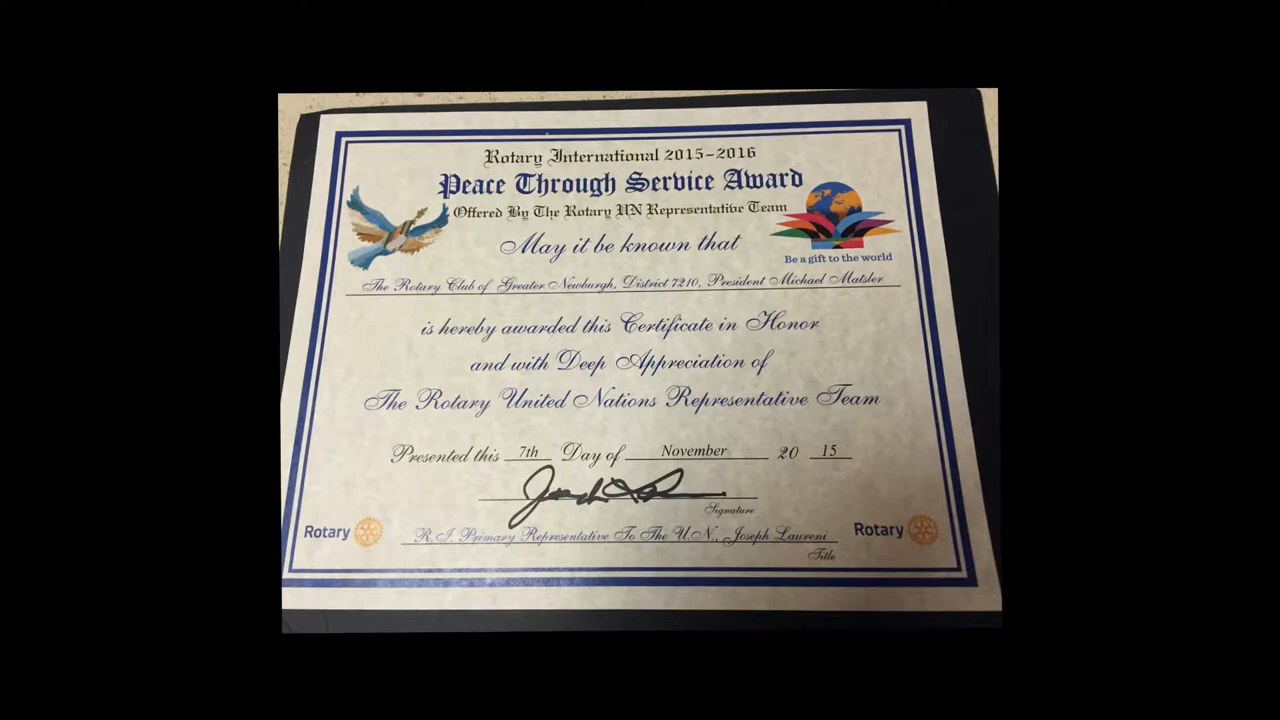 Rotary International 2015-2016
Peace Through Service Award
Offered By The Rotary UN Representative Team
May it be known that
Be a gift to the world
The Rotary Club of Greater Newburgh, District 7210, President Michael Matsler
is hereby awarded this Certificate in Honor
and with Deep Appreciation of
The Rotary United Nations Representative Team
Presented this 7th Day of November 20 15
Signature
Rotary
R.I. Primary Representative To The U.N., Joseph Laureni
Rotary
Title